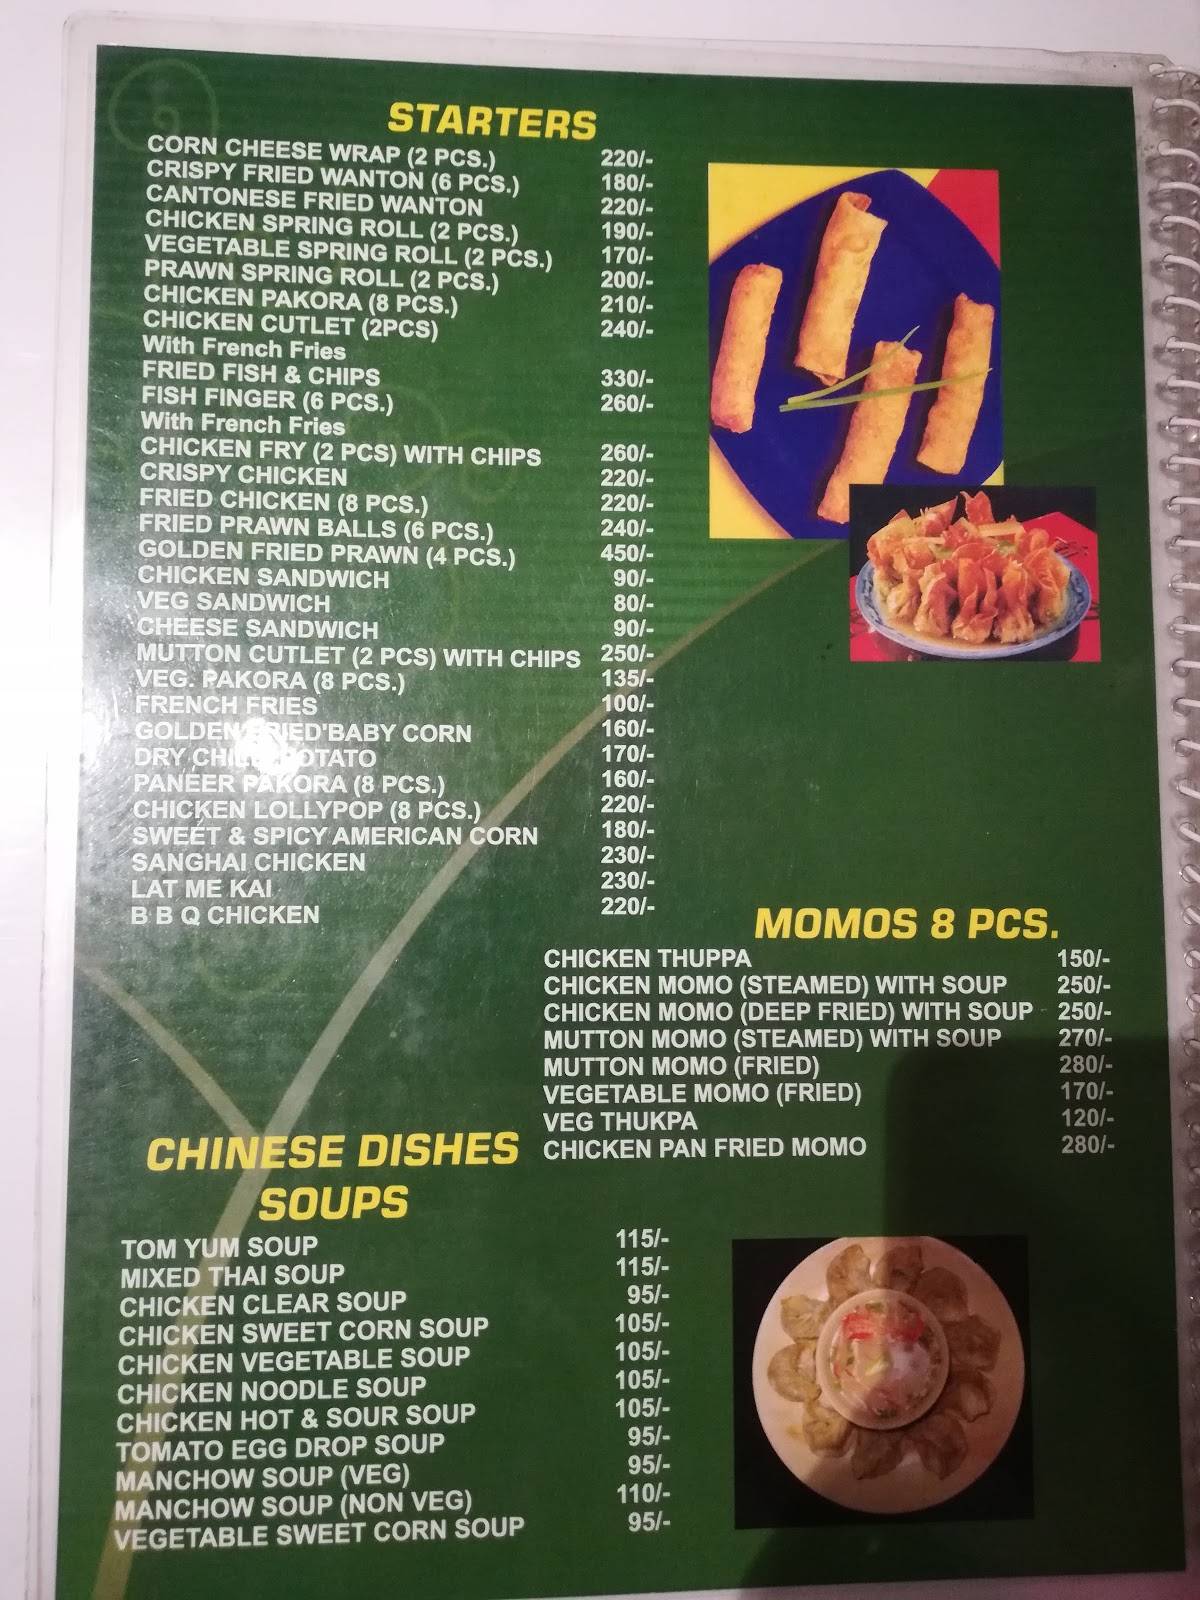 STARTERS
CORN CHEESE WRAP (2 PCS.) 220/-
CRISPY FRIED WANTON (6 PCS.) 180/-
CANTONESE FRIED WANTON 220/-
CHICKEN SPRING ROLL (2 PCS.) 190/-
VEGETABLE SPRING ROLL (2 PCS.) 170/-
PRAWN SPRING ROLL (2 PCS.) 200/-
CHICKEN PAKORA (8 PCS.) 210/-
CHICKEN CUTLET (2PCS) 240/-
With French Fries
FRIED FISH & CHIPS 330/-
FISH FINGER (6 PCS.) 260/-
With French Fries
CHICKEN FRY (2 PCS) WITH CHIPS 260/-
CRISPY CHICKEN 220/-
FRIED CHICKEN (8 PCS.) 220/-
FRIED PRAWN BALLS (6 PCS.) 240/-
GOLDEN FRIED PRAWN (4 PCS.) 450/-
CHICKEN SANDWICH 90/-
VEG SANDWICH 80/-
CHEESE SANDWICH 90/-
MUTTON CUTLET (2 PCS) WITH CHIPS 250/-
VEG. PAKORA (8 PCS.) 135/-
FRENCH FRIES 100/-
GOLDEN FRIED'BABY CORN 160/-
DRY CHILLI POTATO 170/-
PANEER PAKORA (8 PCS.) 160/-
CHICKEN LOLLYPOP (8 PCS.) 220/-
SWEET & SPICY AMERICAN CORN 180/-
SANGHAI CHICKEN 230/-
LAT ME KAI 230/-
B B Q CHICKEN 220/-
MOMOS 8 PCS.
CHICKEN THUPPA 150/-
CHICKEN MOMO (STEAMED) WITH SOUP 250/-
CHICKEN MOMO (DEEP FRIED) WITH SOUP 250/-
MUTTON MOMO (STEAMED) WITH SOUP 270/-
MUTTON MOMO (FRIED) 280/-
VEGETABLE MOMO (FRIED) 170/-
VEG THUKPA 120/-
CHICKEN PAN FRIED MOMO 280/-
CHINESE DISHES
SOUPS
TOM YUM SOUP 115/-
MIXED THAI SOUP 115/-
CHICKEN CLEAR SOUP 95/-
CHICKEN SWEET CORN SOUP 105/-
CHICKEN VEGETABLE SOUP 105/-
CHICKEN NOODLE SOUP 105/-
CHICKEN HOT & SOUR SOUP 105/-
TOMATO EGG DROP SOUP 95/-
MANCHOW SOUP (VEG) 95/-
MANCHOW SOUP (NON VEG) 110/-
VEGETABLE SWEET CORN SOUP 95/-